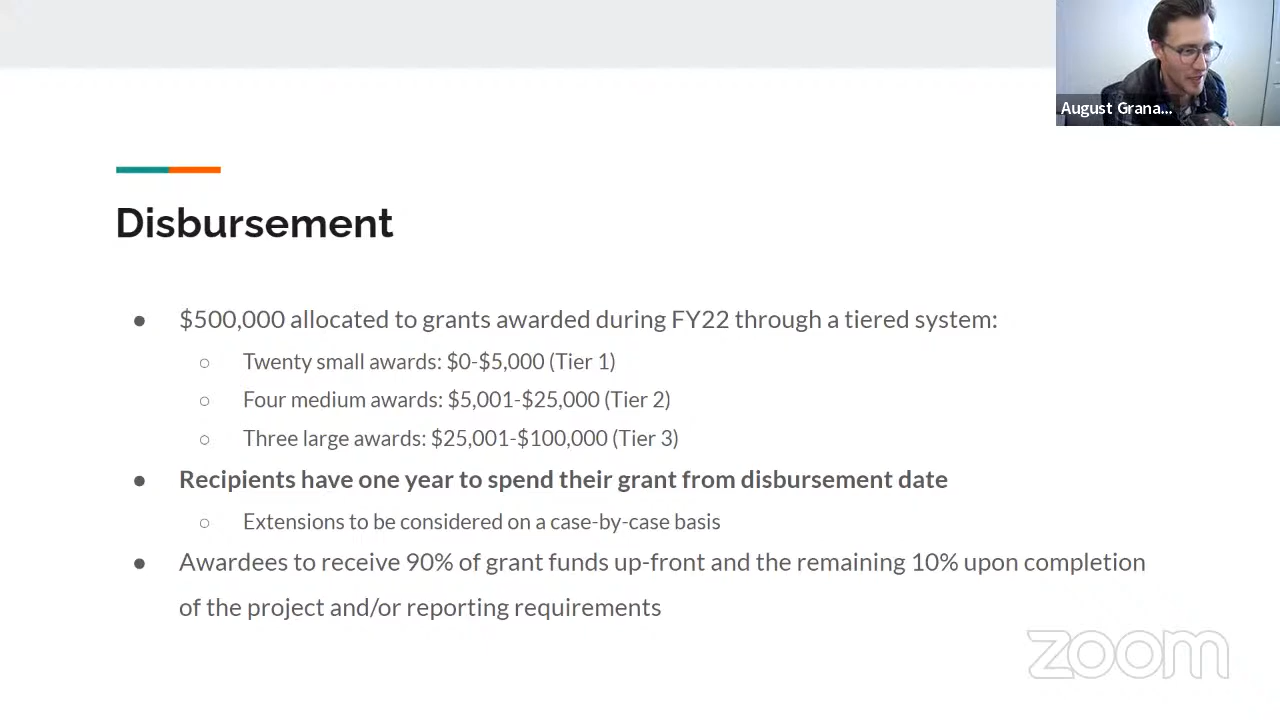 August Grana...
Disbursement
● $500,000 allocated to grants awarded during FY22 through a tiered system:
○ Twenty small awards: $0-$5,000 (Tier 1)
○ Four medium awards: $5,001-$25,000 (Tier 2)
○ Three large awards: $25,001-$100,000 (Tier 3)
● Recipients have one year to spend their grant from disbursement date
○ Extensions to be considered on a case-by-case basis
● Awardees to receive 90% of grant funds up-front and the remaining 10% upon completion
of the project and/or reporting requirements
zoom